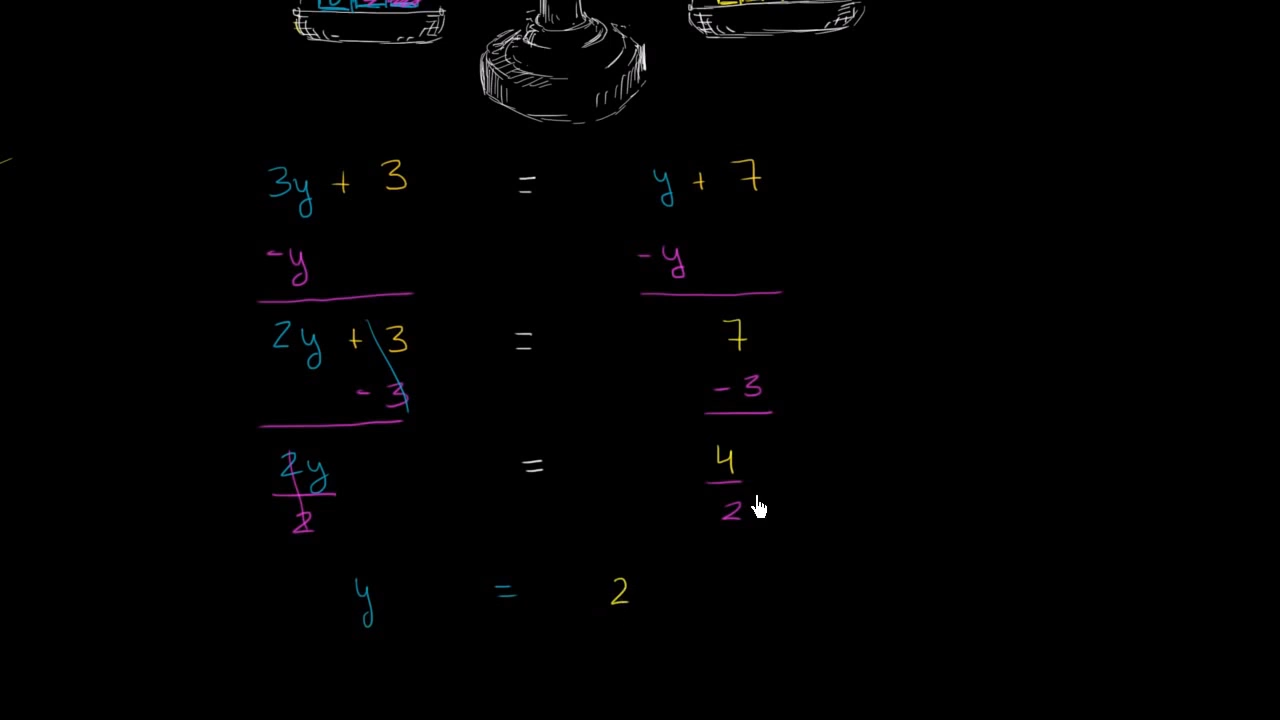 3y + 3 = y + 7
-y -y
2y + 3 = 7
- 3 - 3
2y = 4
2 2
y = 2